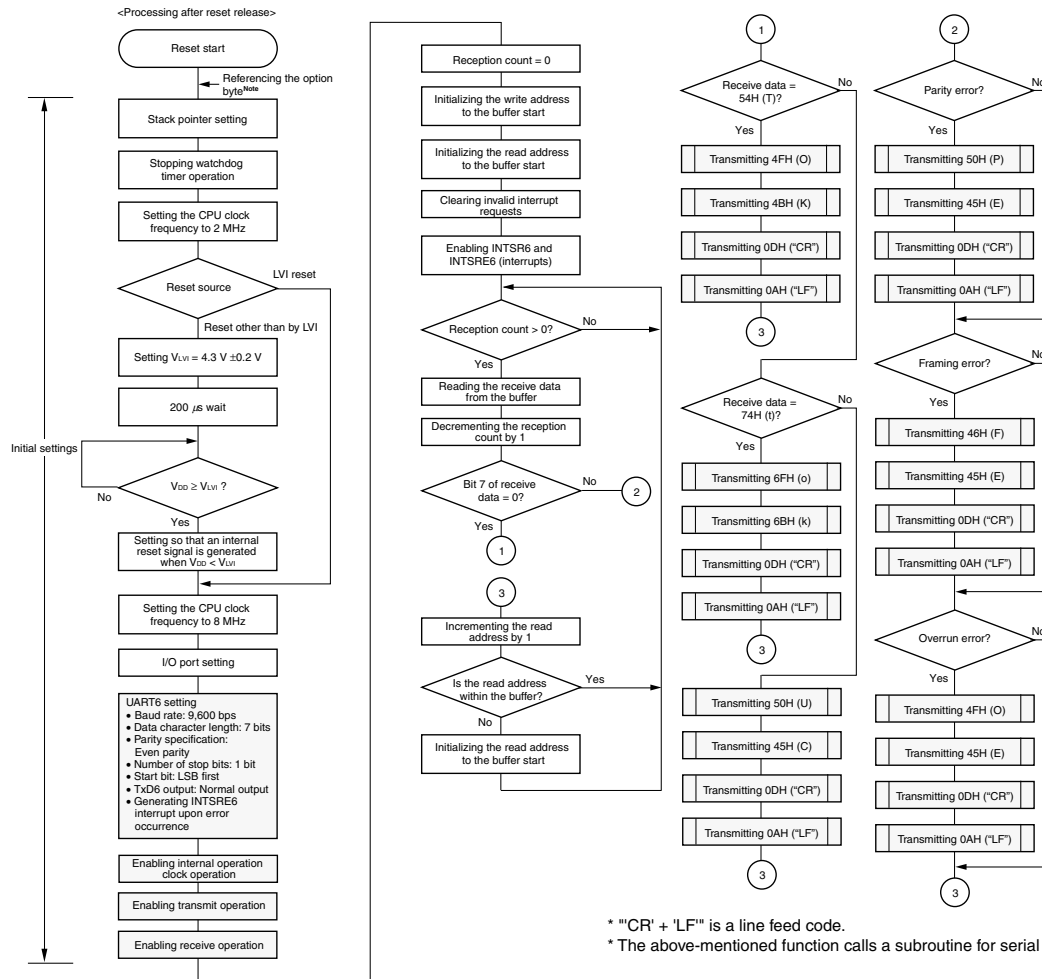 <Processing after reset release>
Reset start
Referencing the option
byteNote
Stack pointer setting
Stopping watchdog
timer operation
Setting the CPU clock
frequency to 2 MHz
Reset source
LVI reset
Reset other than by LVI
Setting VLVI = 4.3 V ±0.2 V
200 μs wait
Initial settings
VDD ≥ VLVI ?
No
Yes
Setting so that an internal
reset signal is generated
when VDD < VLVI
Setting the CPU clock
frequency to 8 MHz
I/O port setting
UART6 setting
• Baud rate: 9,600 bps
• Data character length: 7 bits
• Parity specification:
Even parity
• Number of stop bits: 1 bit
• Start bit: LSB first
• TxD6 output: Normal output
• Generating INTSRE6
interrupt upon error
occurrence
Enabling internal operation
clock operation
Enabling transmit operation
Enabling receive operation
Reception count = 0
Initializing the write address
to the buffer start
Initializing the read address
to the buffer start
Clearing invalid interrupt
requests
Enabling INTSR6 and
INTSRE6 (interrupts)
Reception count > 0?
No
Yes
Reading the receive data
from the buffer
Decrementing the reception
count by 1
Bit 7 of receive
data = 0?
No
2
Yes
1
3
Incrementing the read
address by 1
Is the read address
within the buffer?
Yes
No
Initializing the read address
to the buffer start
1
Receive data =
54H (T)?
No
Yes
Transmitting 4FH (O)
Transmitting 4BH (K)
Transmitting 0DH ("CR")
Transmitting 0AH ("LF")
3
Receive data =
74H (t)?
No
Yes
Transmitting 6FH (o)
Transmitting 6BH (k)
Transmitting 0DH ("CR")
Transmitting 0AH ("LF")
3
Transmitting 50H (U)
Transmitting 45H (C)
Transmitting 0DH ("CR")
Transmitting 0AH ("LF")
3
2
Parity error?
No
Yes
Transmitting 50H (P)
Transmitting 45H (E)
Transmitting 0DH ("CR")
Transmitting 0AH ("LF")
Framing error?
No
Yes
Transmitting 46H (F)
Transmitting 45H (E)
Transmitting 0DH ("CR")
Transmitting 0AH ("LF")
Overrun error?
No
Yes
Transmitting 4FH (O)
Transmitting 45H (E)
Transmitting 0DH ("CR")
Transmitting 0AH ("LF")
3
* "'CR' + 'LF'" is a line feed code.
* The above-mentioned function calls a subroutine for serial